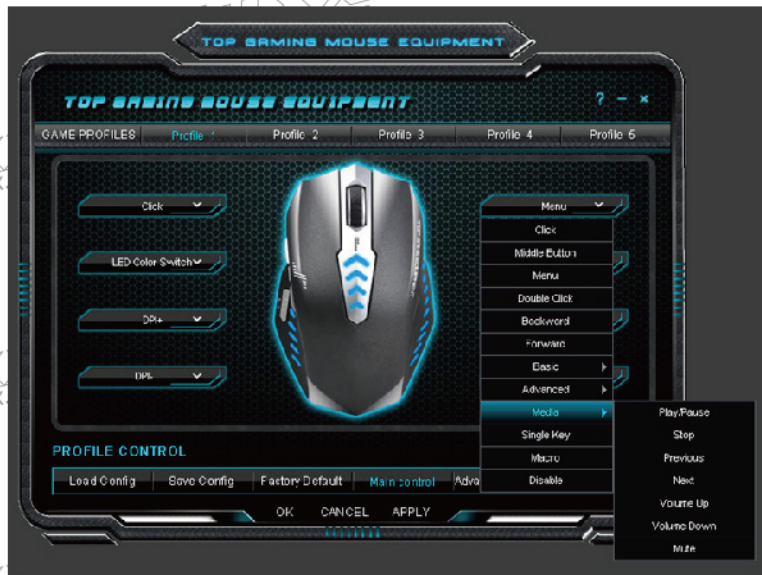 TOP GAMING MOUSE EQUIPMENT
TOP GAMING MOUSE EQUIPMENT
? - ×
GAME PROFILES Profile 1 Profile 2 Profile 3 Profile 4 Profile 5
Click Menu
Click
Middle Button
LED Color Switch
Menu
Double Click
Backword
DPI+
Forward
Basic
DPI-
Advanced
Media Play/Pause
PROFILE CONTROL
Single Key Stop
Macro Previous
Load Config Save Config Factory Default Main control Adva Disable Next
OK CANCEL APPLY
Volume Up
Volume Down
Mute